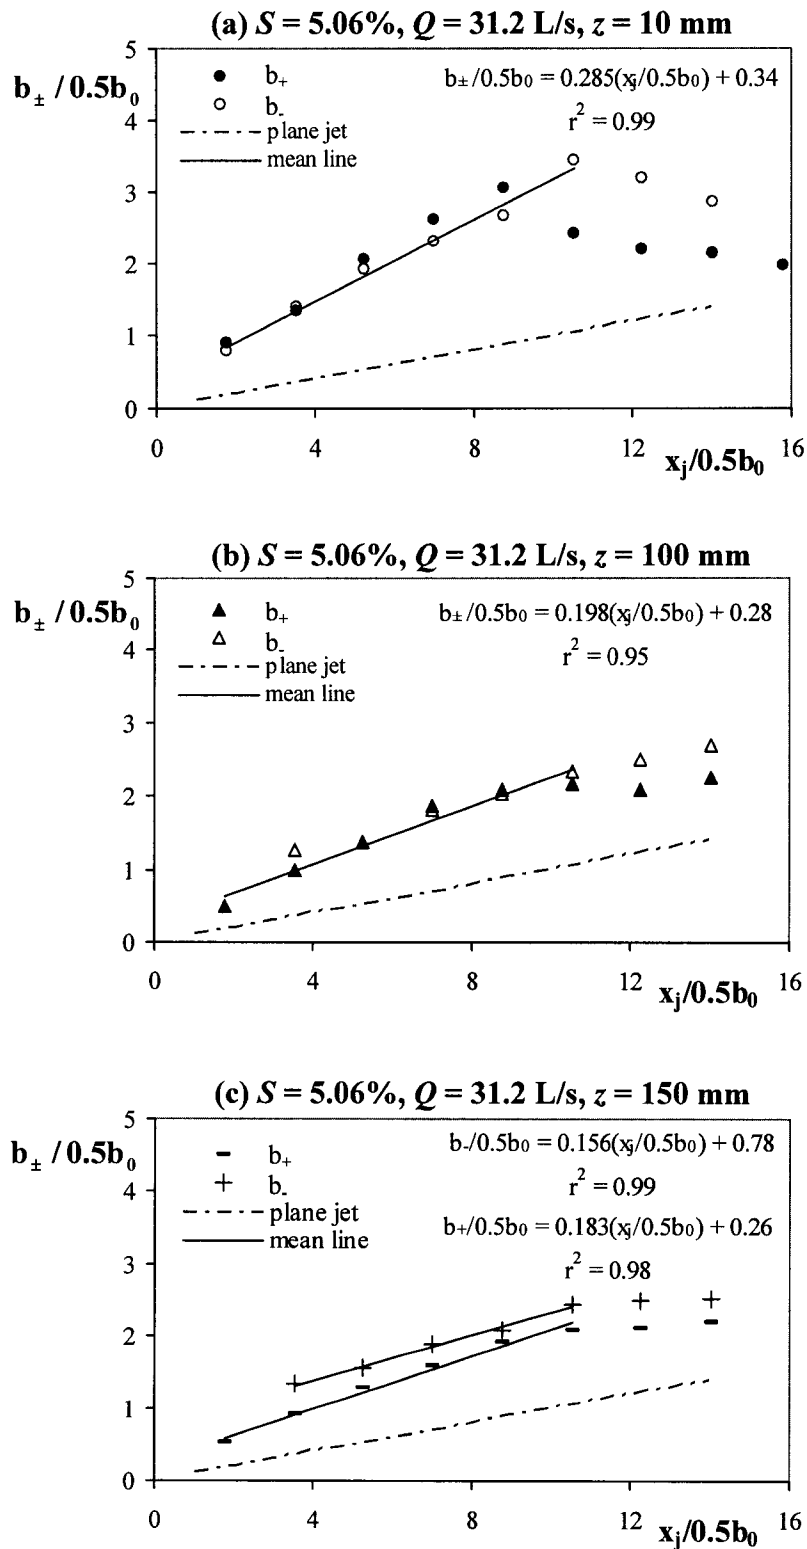 (a) S = 5.06%, Q = 31.2 L/s, z = 10 mm
b± / 0.5b₀
5
4
3
2
1
0
b₊
b₋
plane jet
mean line
b±/0.5b₀ = 0.285(xⱼ/0.5b₀) + 0.34
r² = 0.99
0 4 8 12 16
xⱼ/0.5b₀
(b) S = 5.06%, Q = 31.2 L/s, z = 100 mm
b± / 0.5b₀
5
4
3
2
1
0
b₊
b₋
plane jet
mean line
b±/0.5b₀ = 0.198(xⱼ/0.5b₀) + 0.28
r² = 0.95
0 4 8 12 16
xⱼ/0.5b₀
(c) S = 5.06%, Q = 31.2 L/s, z = 150 mm
b± / 0.5b₀
5
4
3
2
1
0
b₊
b₋
plane jet
mean line
b₋/0.5b₀ = 0.156(xⱼ/0.5b₀) + 0.78
r² = 0.99
b₊/0.5b₀ = 0.183(xⱼ/0.5b₀) + 0.26
r² = 0.98
0 4 8 12 16
xⱼ/0.5b₀